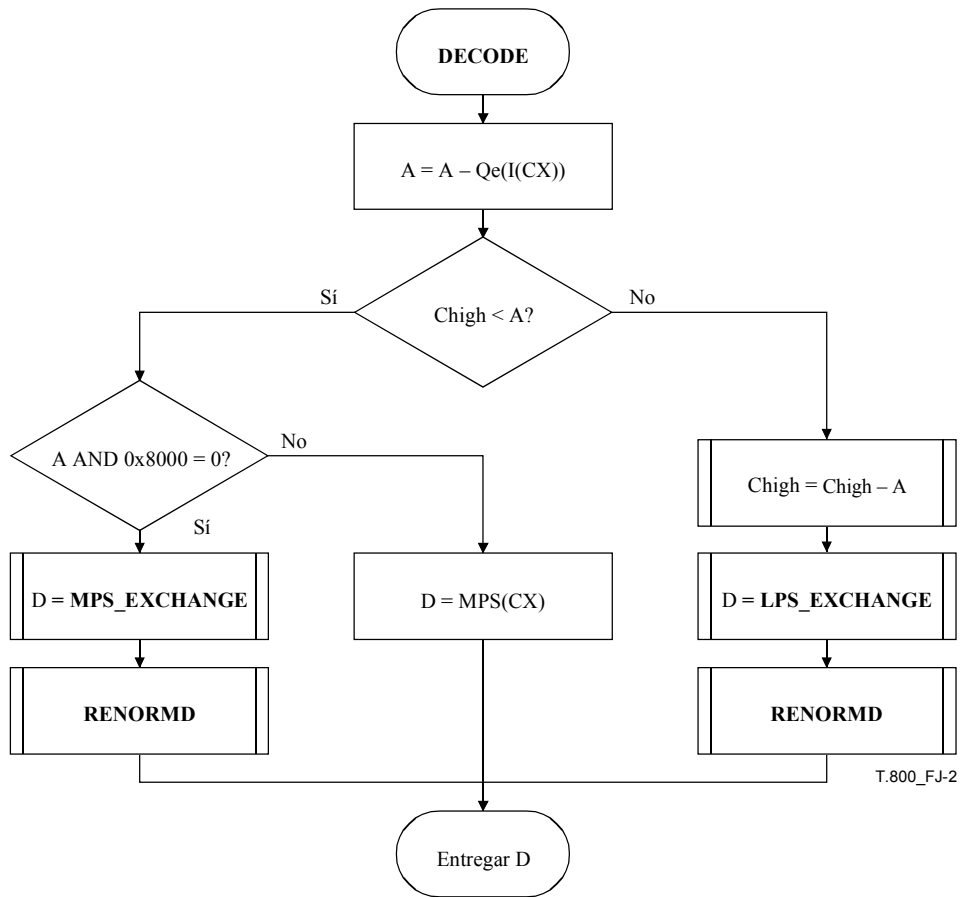 DECODE
A = A – Qe(I(CX))
Chigh < A?
Sí
No
A AND 0x8000 = 0?
No
Sí
Chigh = Chigh – A
D = MPS_EXCHANGE
D = MPS(CX)
D = LPS_EXCHANGE
RENORMD
RENORMD
T.800_FJ-2
Entregar D